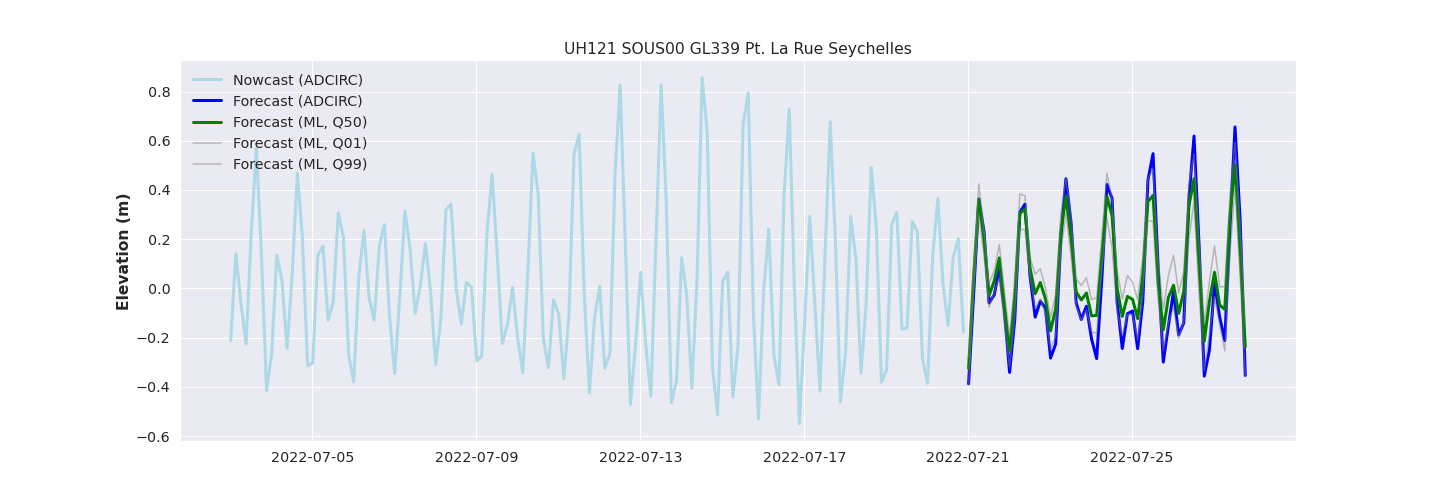 UH121 SOUS00 GL339 Pt. La Rue Seychelles
Nowcast (ADCIRC)
Forecast (ADCIRC)
Forecast (ML, Q50)
Forecast (ML, Q01)
Forecast (ML, Q99)
Elevation (m)
0.8
0.6
0.4
0.2
0.0
−0.2
−0.4
−0.6
2022-07-05 2022-07-09 2022-07-13 2022-07-17 2022-07-21 2022-07-25